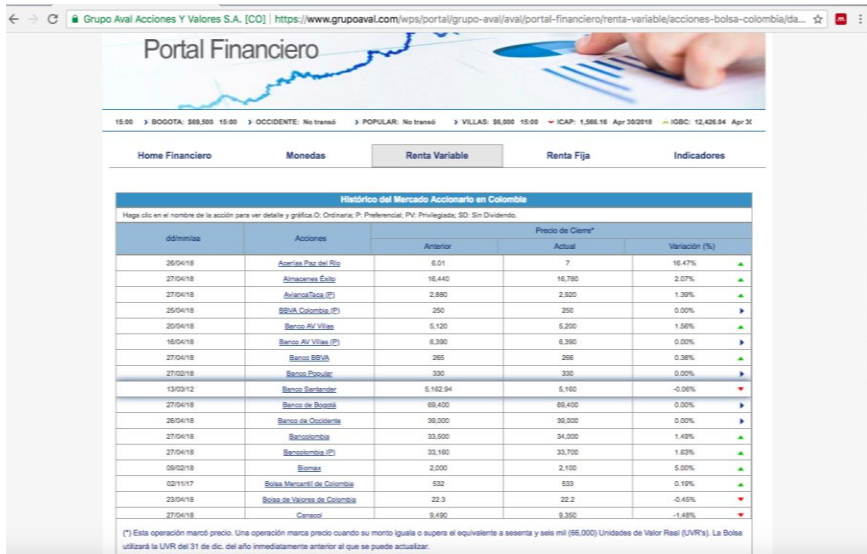 Grupo Aval Acciones Y Valores S.A. [CO] | https://www.grupoaval.com/wps/portal/grupo-aval/aval/portal-financiero/renta-variable/acciones-bolsa-colombia/da...
Portal Financiero
15:00 BOGOTA: $69,500 15:00 OCCIDENTE: No transó POPULAR: No transó VILLAS: $6,000 15:00 ICAP: 1,566.16 Apr 30/2018 IGBC: 12,426.04 Apr 30
Home Financiero Monedas Renta Variable Renta Fija Indicadores
Histórico del Mercado Accionario en Colombia
Haga clic en el nombre de la acción para ver detalle y gráfica.O: Ordinaria; P: Preferencial; PV: Privilegiada; SD: Sin Dividendo.
dd/mm/aa Acciones Precio de Cierre*
Anterior Actual Variación (%)
26/04/18 Acerías Paz del Río 6.01 7 16.47%
27/04/18 Almacenes Éxito 16,440 16,780 2.07%
27/04/18 AviancaTaca (P) 2,880 2,920 1.39%
25/04/18 BBVA Colombia (P) 250 250 0.00%
20/04/18 Banco AV Villas 5,120 5,200 1.56%
16/04/18 Banco AV Villas (P) 6,390 6,390 0.00%
27/04/18 Banco BBVA 265 266 0.38%
27/02/18 Banco Popular 330 330 0.00%
13/03/12 Banco Santander 5,162.94 5,160 -0.06%
27/04/18 Banco de Bogotá 69,400 69,400 0.00%
26/04/18 Banco de Occidente 39,000 39,000 0.00%
27/04/18 Bancolombia 33,500 34,000 1.49%
27/04/18 Bancolombia (P) 33,160 33,700 1.63%
09/02/18 Biomax 2,000 2,100 5.00%
02/11/17 Bolsa Mercantil de Colombia 532 533 0.19%
23/04/18 Bolsa de Valores de Colombia 22.3 22.2 -0.45%
27/04/18 Canacol 9,490 9,350 -1.48%
(*) Esta operación marcó precio. Una operación marca precio cuando su monto iguala o supera el equivalente a sesenta y seis mil (66,000) Unidades de Valor Real (UVR's). La Bolsa
utilizará la UVR del 31 de dic. del año inmediatamente anterior al que se puede actualizar.